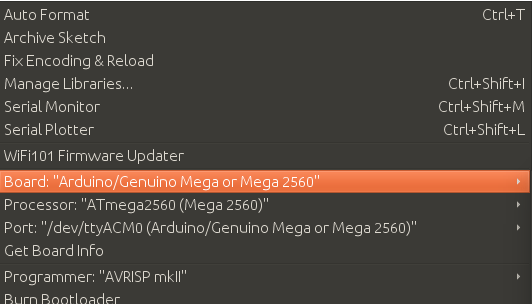 Auto Format Ctrl+T
Archive Sketch
Fix Encoding & Reload
Manage Libraries... Ctrl+Shift+I
Serial Monitor Ctrl+Shift+M
Serial Plotter Ctrl+Shift+L
WiFi101 Firmware Updater
Board: "Arduino/Genuino Mega or Mega 2560"
Processor: "ATmega2560 (Mega 2560)"
Port: "/dev/ttyACM0 (Arduino/Genuino Mega or Mega 2560)"
Get Board Info
Programmer: "AVRISP mkII"
Burn Bootloader